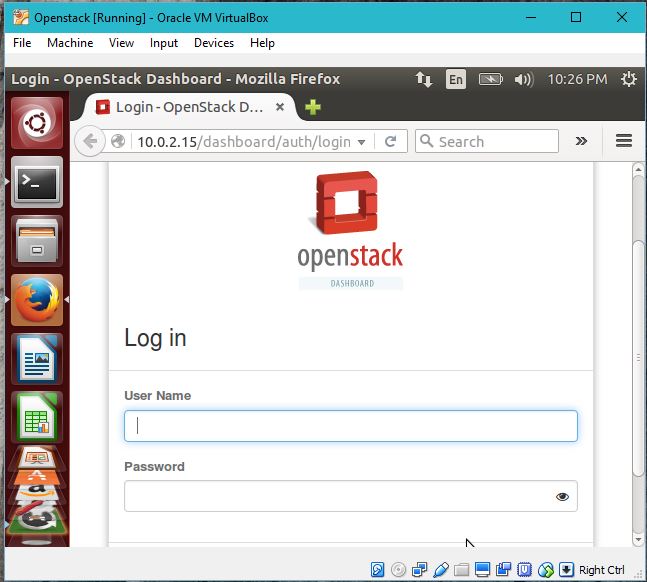 Openstack [Running] - Oracle VM VirtualBox
File Machine View Input Devices Help
Login - OpenStack Dashboard - Mozilla Firefox En 10:26 PM
Login - OpenStack D...
10.0.2.15/dashboard/auth/login Search
openstack
DASHBOARD
Log in
User Name
Password
Right Ctrl